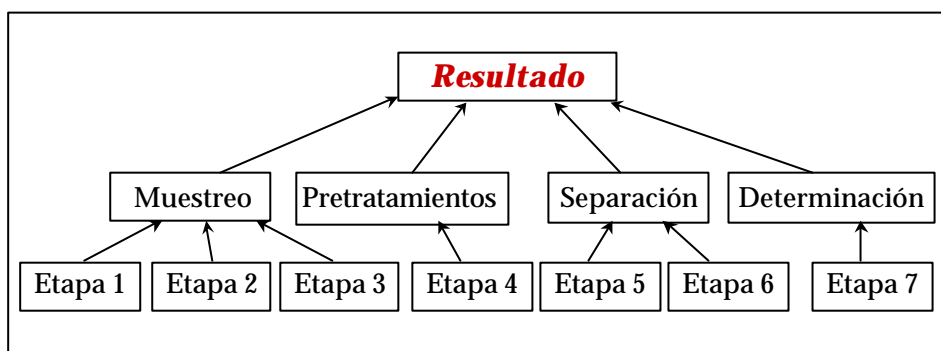 Resultado
Muestreo
Pretratamientos
Separación
Determinación
Etapa 1
Etapa 2
Etapa 3
Etapa 4
Etapa 5
Etapa 6
Etapa 7